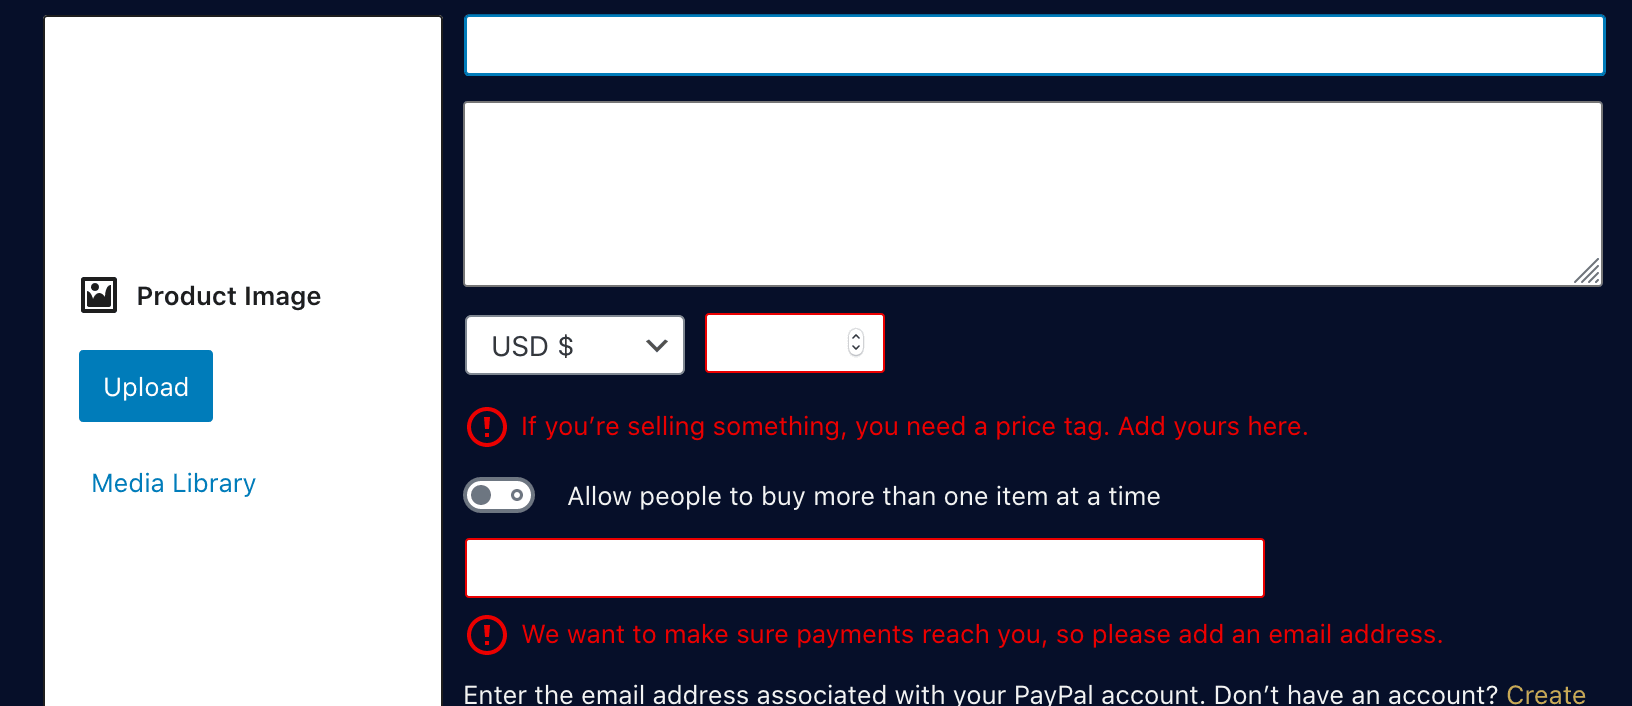 Product Image
Upload
Media Library
USD $
If you’re selling something, you need a price tag. Add yours here.
Allow people to buy more than one item at a time
We want to make sure payments reach you, so please add an email address.
Enter the email address associated with your PayPal account. Don’t have an account? Create